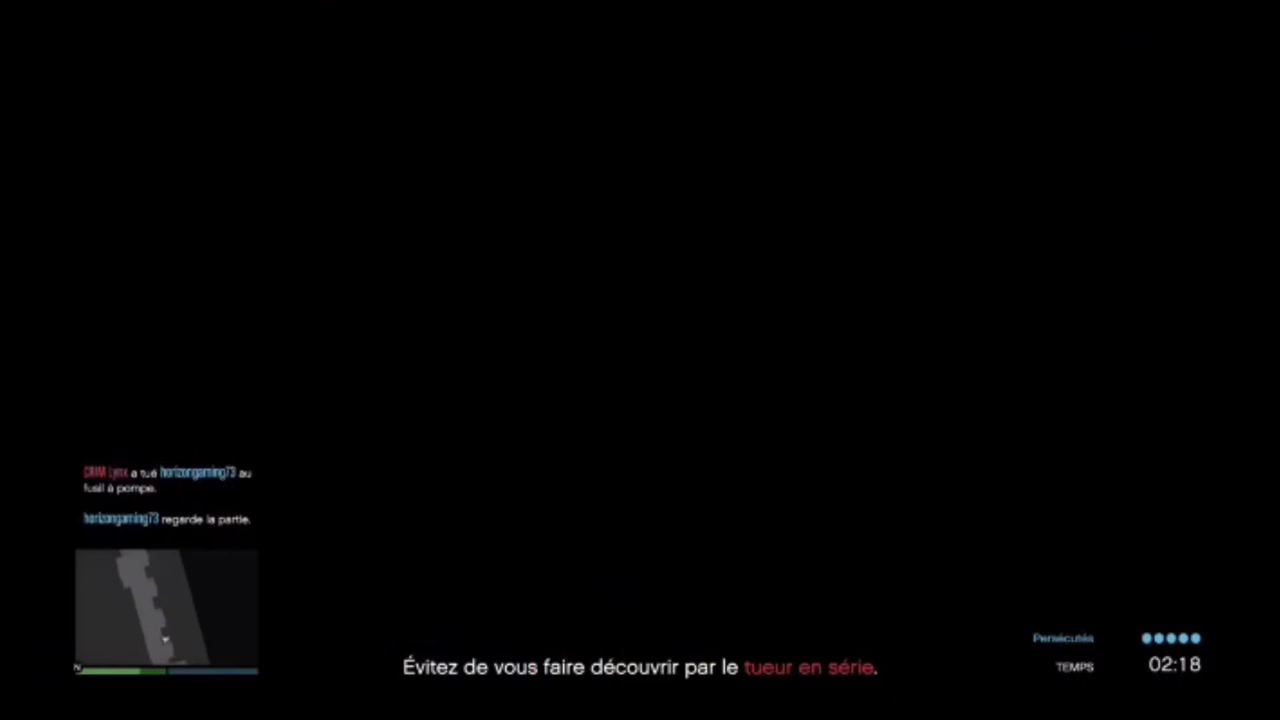 CRIM Lynx a tué horizongaming73 au
fusil à pompe.
horizongaming73 regarde la partie.
N
Évitez de vous faire découvrir par le tueur en série.
Persécutés
TEMPS 02:18